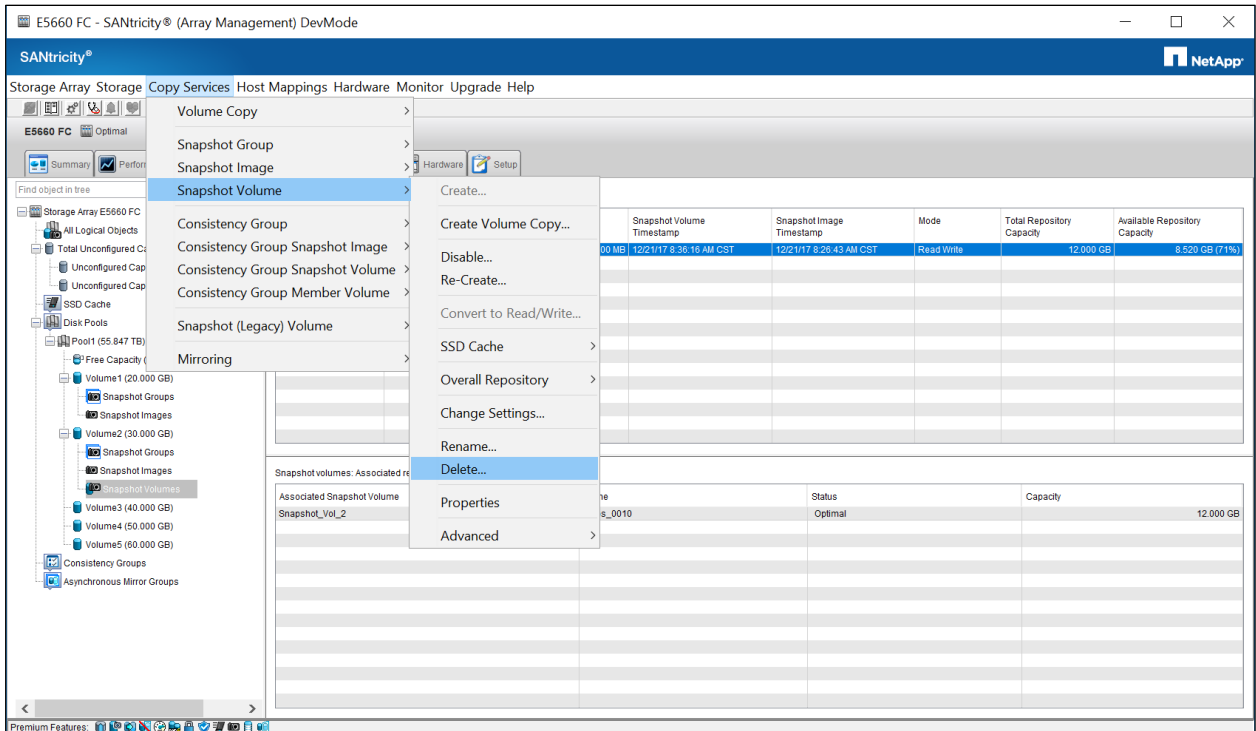 E5660 FC - SANtricity® (Array Management) DevMode
SANtricity®
NetApp
Storage Array Storage Copy Services Host Mappings Hardware Monitor Upgrade Help
E5660 FC Optimal
Summary Perfor
Hardware Setup
Find object in tree
Storage Array E5660 FC
All Logical Objects
Total Unconfigured Ca
Unconfigured Cap
Unconfigured Cap
SSD Cache
Disk Pools
Pool1 (55.847 TB)
Free Capacity (
Volume1 (20.000 GB)
Snapshot Groups
Snapshot Images
Volume2 (30.000 GB)
Snapshot Groups
Snapshot Images
Snapshot Volumes
Volume3 (40.000 GB)
Volume4 (50.000 GB)
Volume5 (60.000 GB)
Consistency Groups
Asynchronous Mirror Groups
Volume Copy
Snapshot Group
Snapshot Image
Snapshot Volume
Consistency Group
Consistency Group Snapshot Image
Consistency Group Snapshot Volume
Consistency Group Member Volume
Snapshot (Legacy) Volume
Mirroring
Create...
Create Volume Copy...
Disable...
Re-Create...
Convert to Read/Write...
SSD Cache
Overall Repository
Change Settings...
Rename...
Delete...
Properties
Advanced
Snapshot Volume Timestamp Snapshot Image Timestamp Mode Total Repository Capacity Available Repository Capacity
00 MB 12/21/17 8:36:16 AM CST 12/21/17 8:26:43 AM CST Read Write 12.000 GB 8.520 GB (71%)
Snapshot volumes: Associated re
Associated Snapshot Volume Status Capacity
Snapshot_Vol_2 s_0010 Optimal 12.000 GB
Premium Features: